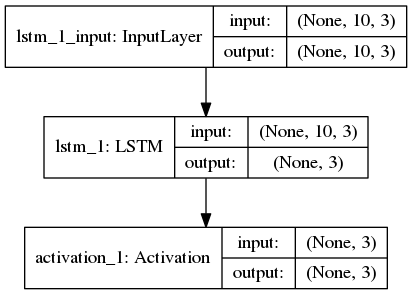 lstm_1_input: InputLayer
input: (None, 10, 3)
output: (None, 10, 3)
lstm_1: LSTM
input: (None, 10, 3)
output: (None, 3)
activation_1: Activation
input: (None, 3)
output: (None, 3)